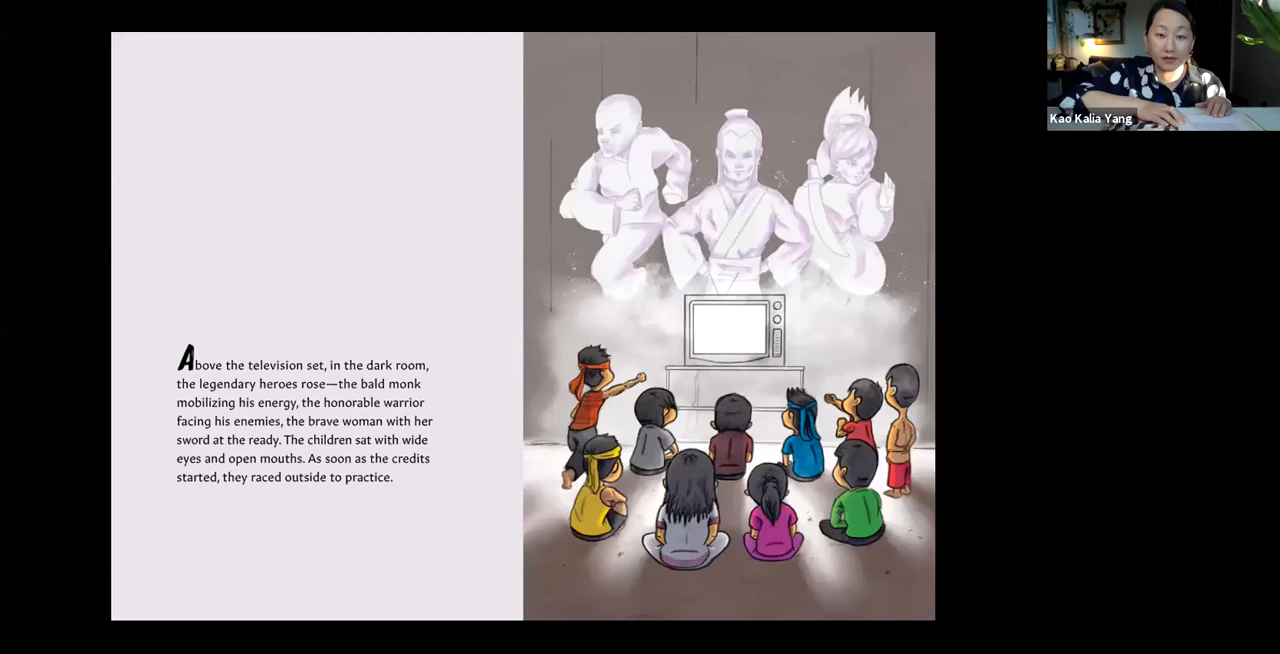 Above the television set, in the dark room,
the legendary heroes rose—the bald monk
mobilizing his energy, the honorable warrior
facing his enemies, the brave woman with her
sword at the ready. The children sat with wide
eyes and open mouths. As soon as the credits
started, they raced outside to practice.
Kao Kalia Yang